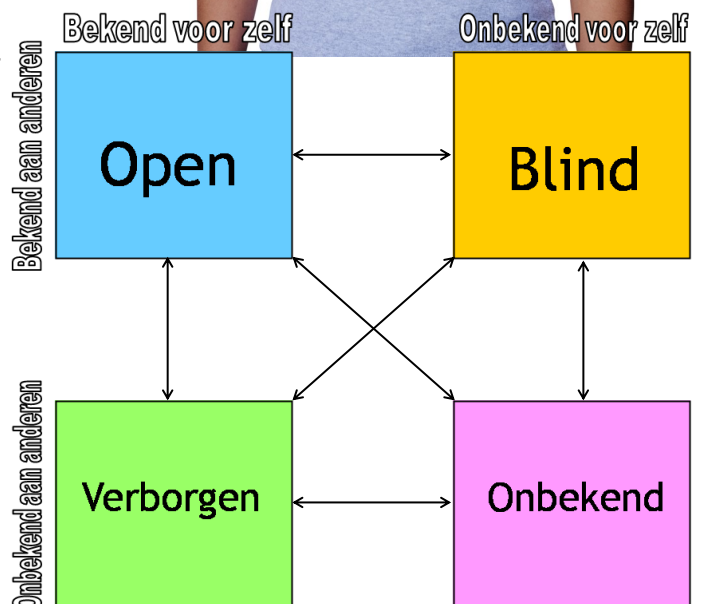 Bekend voor zelf
Onbekend voor zelf
Bekend aan anderen
Open
Blind
Onbekend aan anderen
Verborgen
Onbekend